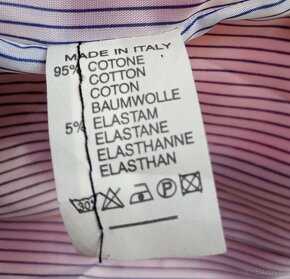 MADE IN ITALY
95% COTONE
COTTON
COTON
BAUMWOLLE
5% ELASTAM
ELASTANE
ELASTHANNE
ELASTHAN
30
P